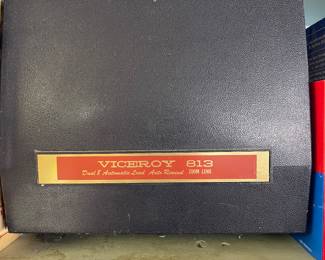 VICEROY 813
Dual 8 Automatic Load Auto Rewind ZOOM LENS